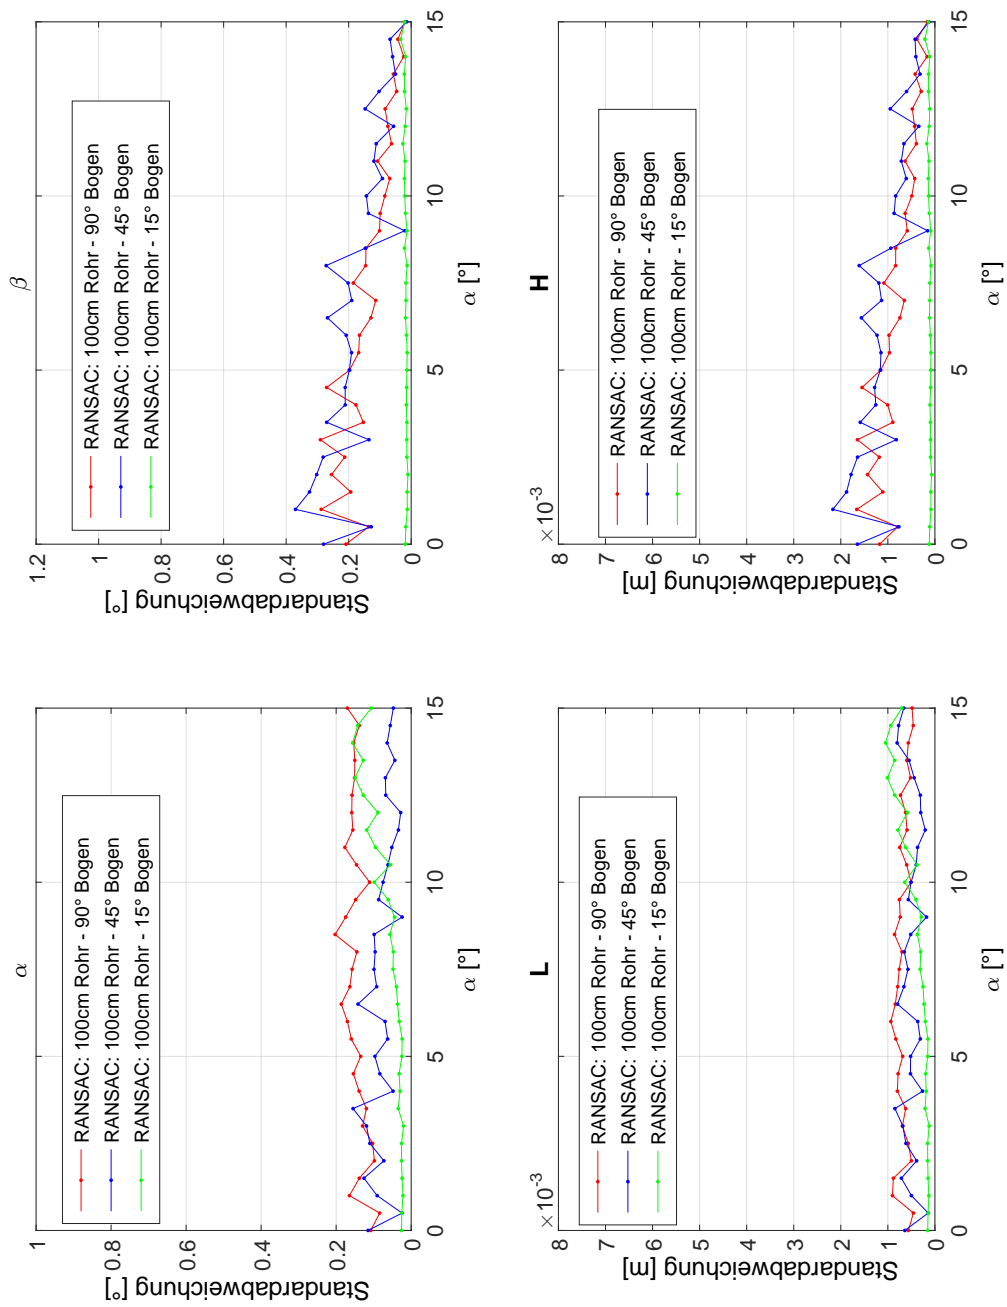 α
Standardabweichung [°]
1
0.8
0.6
0.4
0.2
0
RANSAC: 100cm Rohr - 90° Bogen
RANSAC: 100cm Rohr - 45° Bogen
RANSAC: 100cm Rohr - 15° Bogen
0
5
10
15
α [°]
β
Standardabweichung [°]
1.2
1
0.8
0.6
0.4
0.2
0
RANSAC: 100cm Rohr - 90° Bogen
RANSAC: 100cm Rohr - 45° Bogen
RANSAC: 100cm Rohr - 15° Bogen
0
5
10
15
α [°]
L
×10⁻³
Standardabweichung [m]
8
7
6
5
4
3
2
1
0
RANSAC: 100cm Rohr - 90° Bogen
RANSAC: 100cm Rohr - 45° Bogen
RANSAC: 100cm Rohr - 15° Bogen
0
5
10
15
α [°]
H
×10⁻³
Standardabweichung [m]
8
7
6
5
4
3
2
1
0
RANSAC: 100cm Rohr - 90° Bogen
RANSAC: 100cm Rohr - 45° Bogen
RANSAC: 100cm Rohr - 15° Bogen
0
5
10
15
α [°]